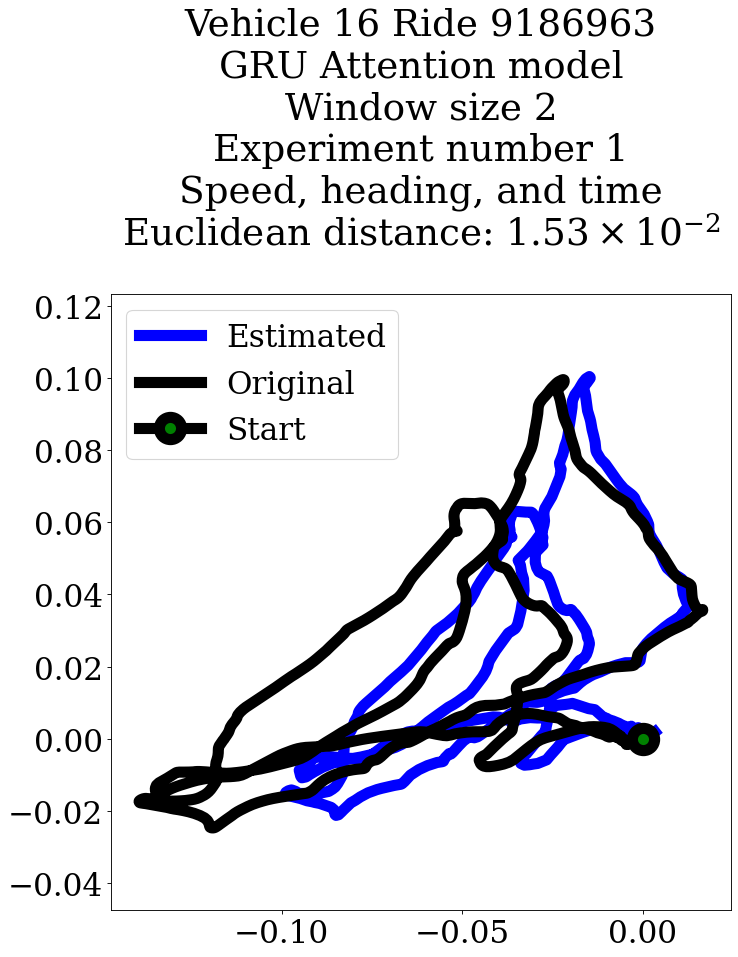 Vehicle 16 Ride 9186963
GRU Attention model
Window size 2
Experiment number 1
Speed, heading, and time
Euclidean distance: 1.53 × 10⁻²
0.12
0.10
0.08
0.06
0.04
0.02
0.00
−0.02
−0.04
Estimated
Original
Start
−0.10
−0.05
0.00